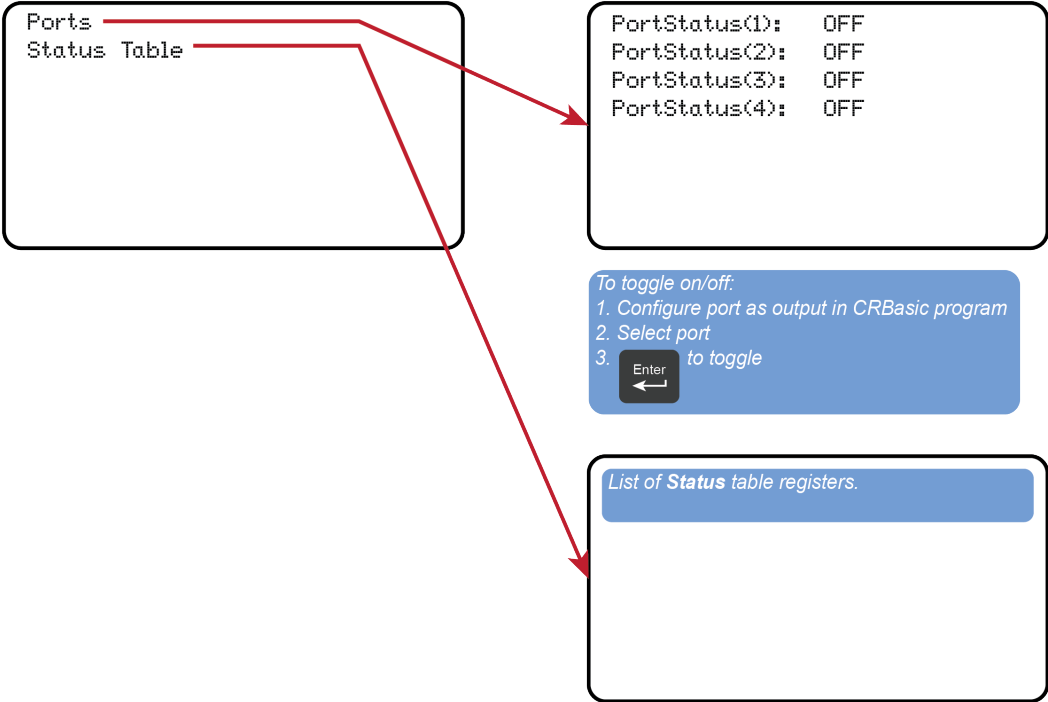 Ports
Status Table
PortStatus(1): OFF
PortStatus(2): OFF
PortStatus(3): OFF
PortStatus(4): OFF
To toggle on/off:
1. Configure port as output in CRBasic program
2. Select port
3. Enter to toggle
List of Status table registers.